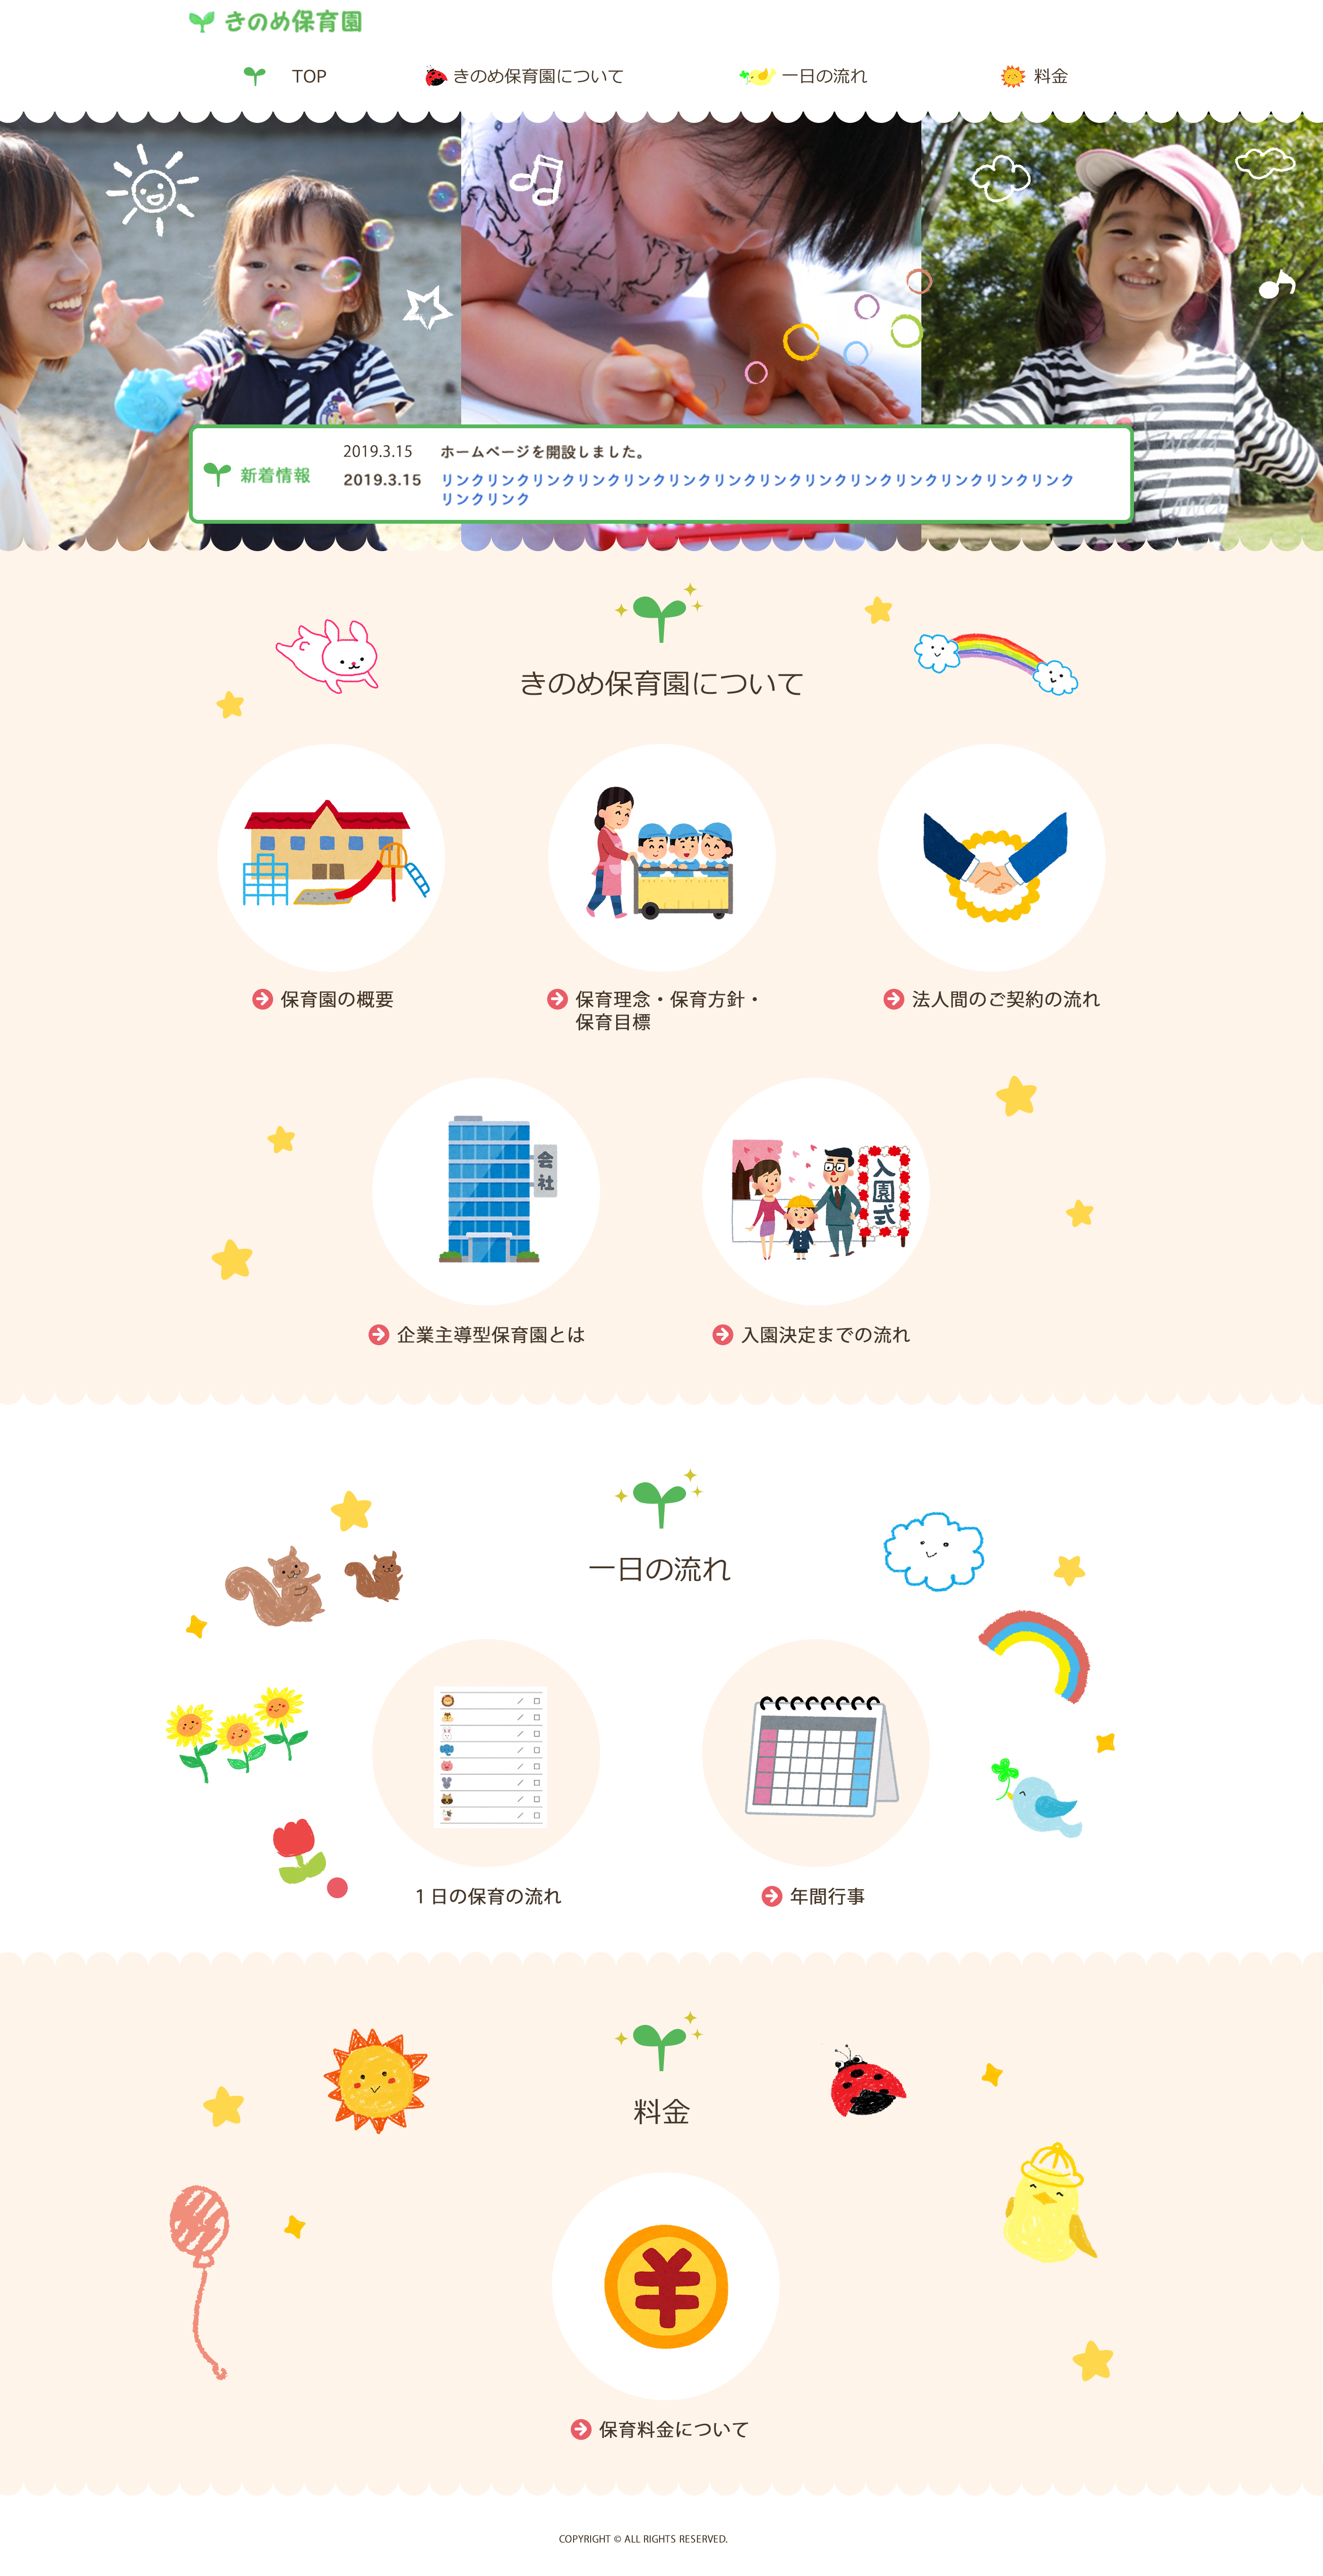 きのめ保育園
TOP
きのめ保育園について
一日の流れ
料金
新着情報
2019.3.15 ホームページを開設しました。
2019.3.15 リンクリンクリンクリンクリンクリンクリンクリンクリンクリンクリンクリンクリンクリンク
リンクリンク
きのめ保育園について
保育園の概要
保育理念・保育方針・
保育目標
法人間のご契約の流れ
会社
入園式
企業主導型保育園とは
入園決定までの流れ
一日の流れ
１日の保育の流れ
年間行事
料金
¥
保育料金について
COPYRIGHT © ALL RIGHTS RESERVED.